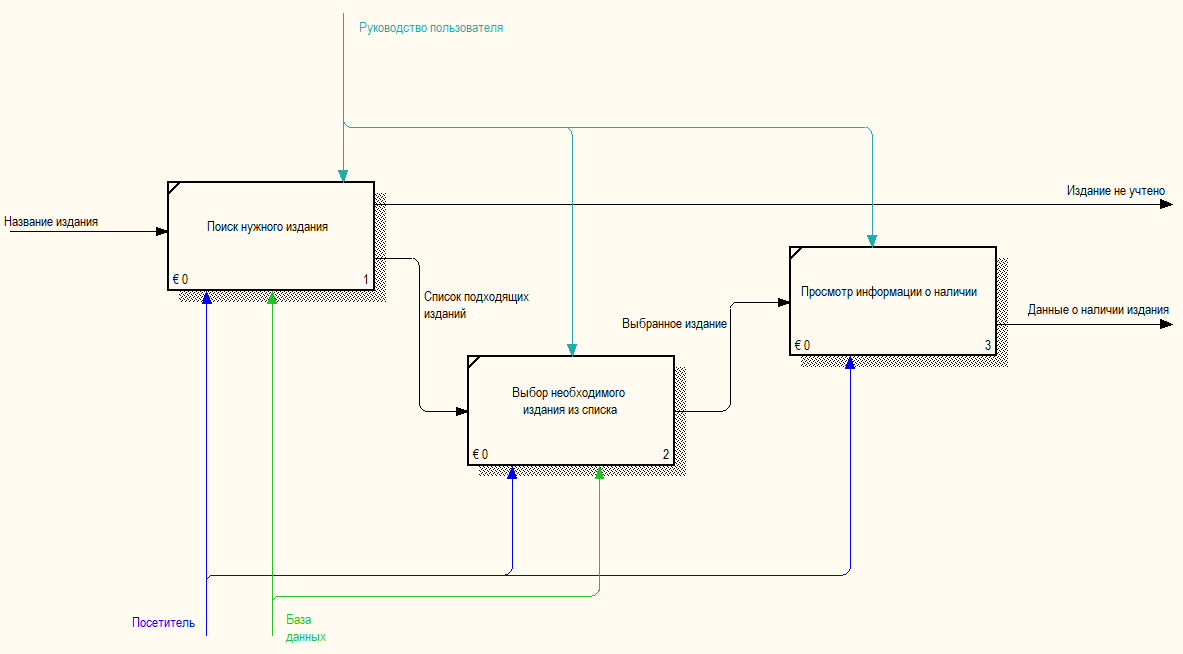 Руководство пользователя
Издание не учтено
Название издания
Поиск нужного издания
€ 0
1
Список подходящих
изданий
Выбранное издание
Просмотр информации о наличии
€ 0
3
Данные о наличии издания
Выбор необходимого
издания из списка
€ 0
2
Посетитель
База
данных